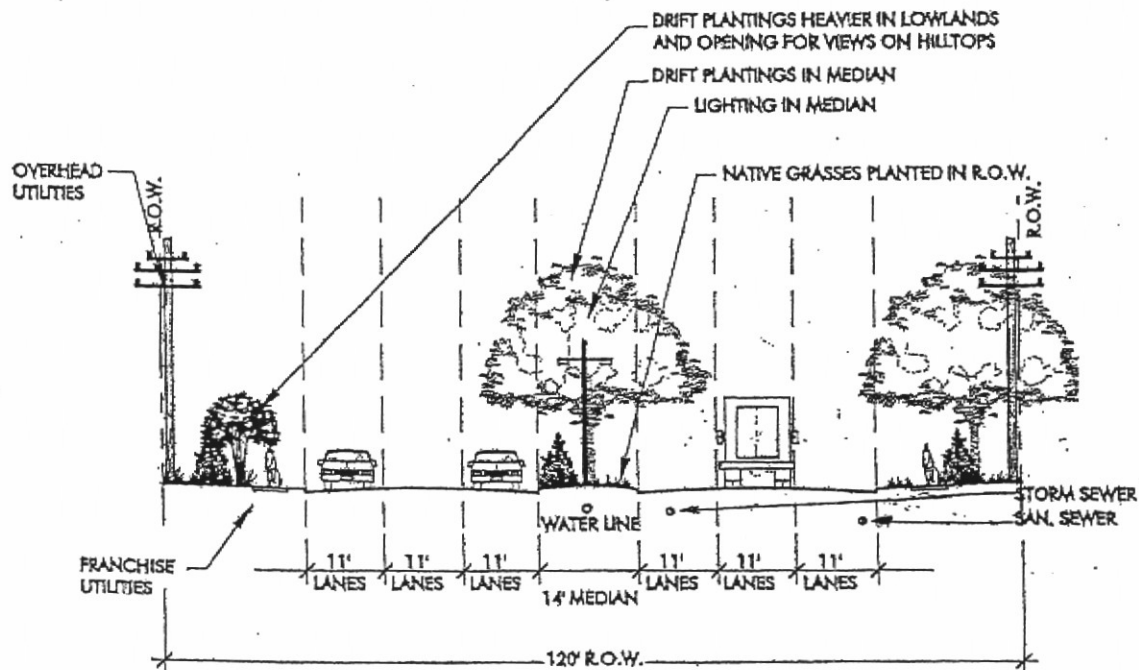 DRIFT PLANTINGS HEAVIER IN LOWLANDS
AND OPENING FOR VIEWS ON HILLTOPS
DRIFT PLANTINGS IN MEDIAN
LIGHTING IN MEDIAN
OVERHEAD
UTILITIES
NATIVE GRASSES PLANTED IN R.O.W.
R.O.W.
R.O.W.
WATER LINE
STORM SEWER
SAN. SEWER
FRANCHISE
UTILITIES
11' 11' 11' 11' 11' 11'
LANES LANES LANES LANES LANES LANES
14' MEDIAN
120' R.O.W.